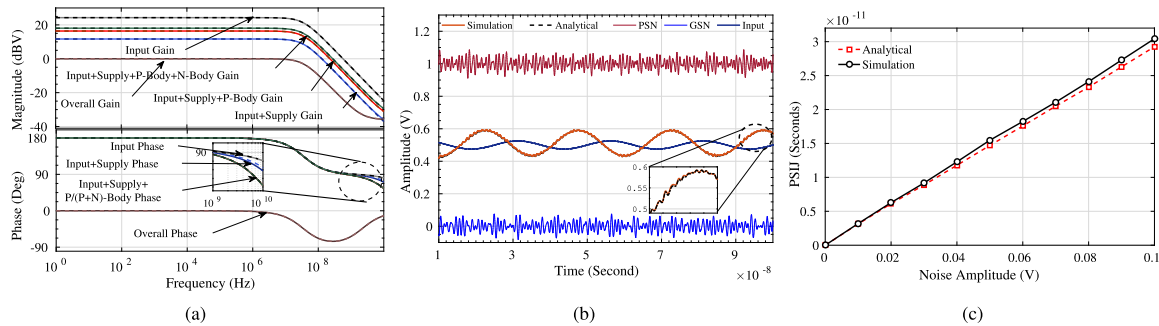 20
0
-20
-40
Magnitude (dBV)
Input Gain
Input+Supply+P-Body+N-Body Gain
Input+Supply+P-Body Gain
Overall Gain
Input+Supply Gain
180
90
0
-90
Phase (Deg)
Input Phase
Input+Supply Phase
Input+Supply+
P/(P+N)-Body Phase
90
10 9
10 10
Overall Phase
10 0
10 2
10 4
10 6
10 8
Frequency (Hz)
(a)
Simulation
Analytical
PSN
GSN
Input
1.2
1
0.8
0.6
0.4
0.2
0
Amplitude (V)
0.6
0.55
0.5
1
2
3
4
5
6
7
8
9
10
Time (Second)
× 10 -8
(b)
× 10 -11
Analytical
Simulation
3
2
1
0
PSIJ (Seconds)
0
0.02
0.04
0.06
0.08
0.1
Noise Amplitude (V)
(c)